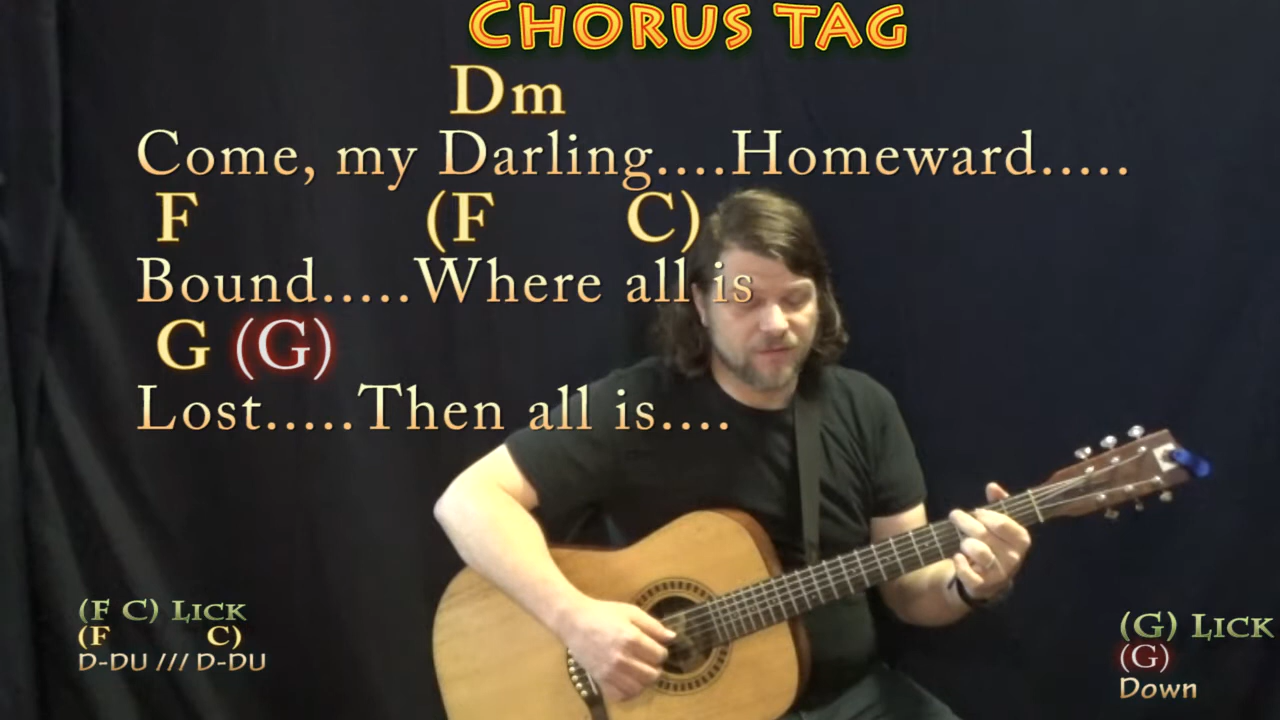 CHORUS TAG
Dm
Come, my Darling....Homeward.....
F (F C)
Bound.....Where all is
G (G)
Lost.....Then all is....
(F C) LICK
(F C)
D-DU /// D-DU
(G) LICK
(G)
Down